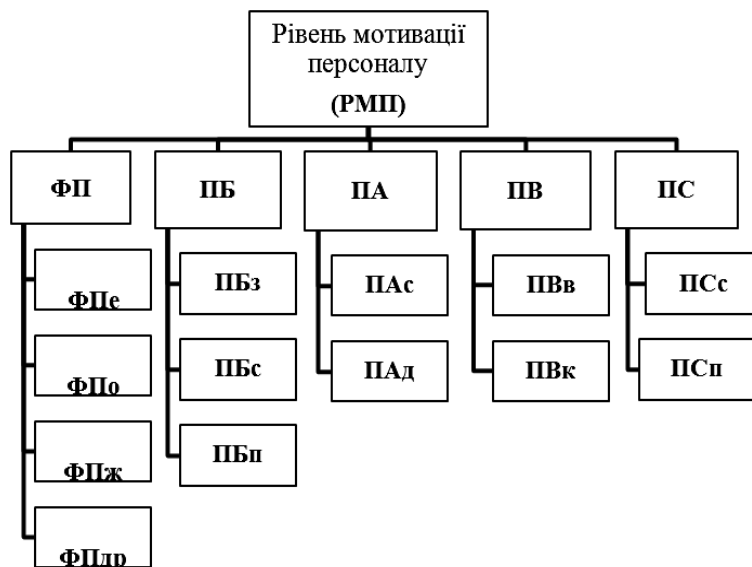 Рівень мотивації
персоналу
(РМП)
ФП
ПБ
ПА
ПВ
ПС
ФПе
ПБз
ПАс
ПВв
ПСс
ФПо
ПБс
ПАд
ПВк
ПСп
ФПж
ПБп
ФПдр